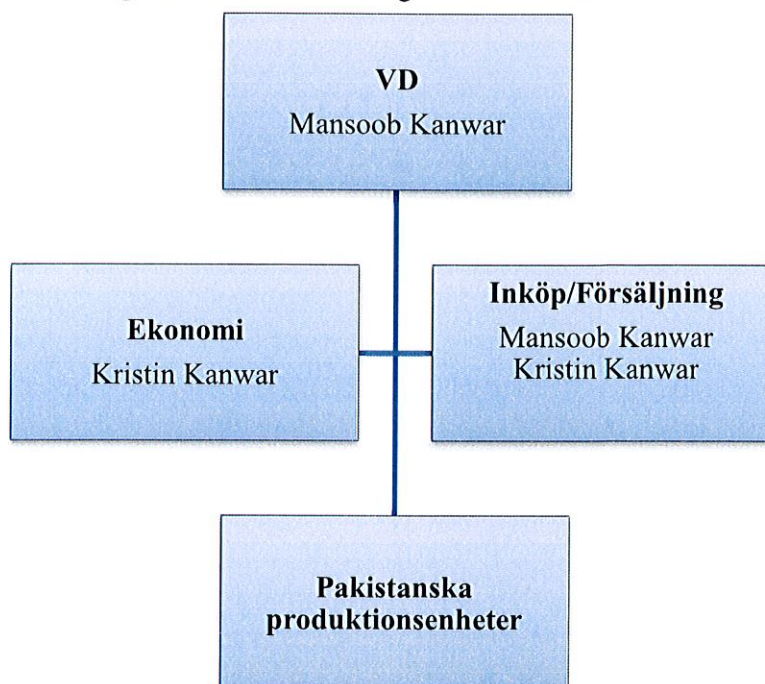 VD
Mansoob Kanwar
Ekonomi
Kristin Kanwar
Inköp/Försäljning
Mansoob Kanwar
Kristin Kanwar
Pakistanska
produktionsenheter